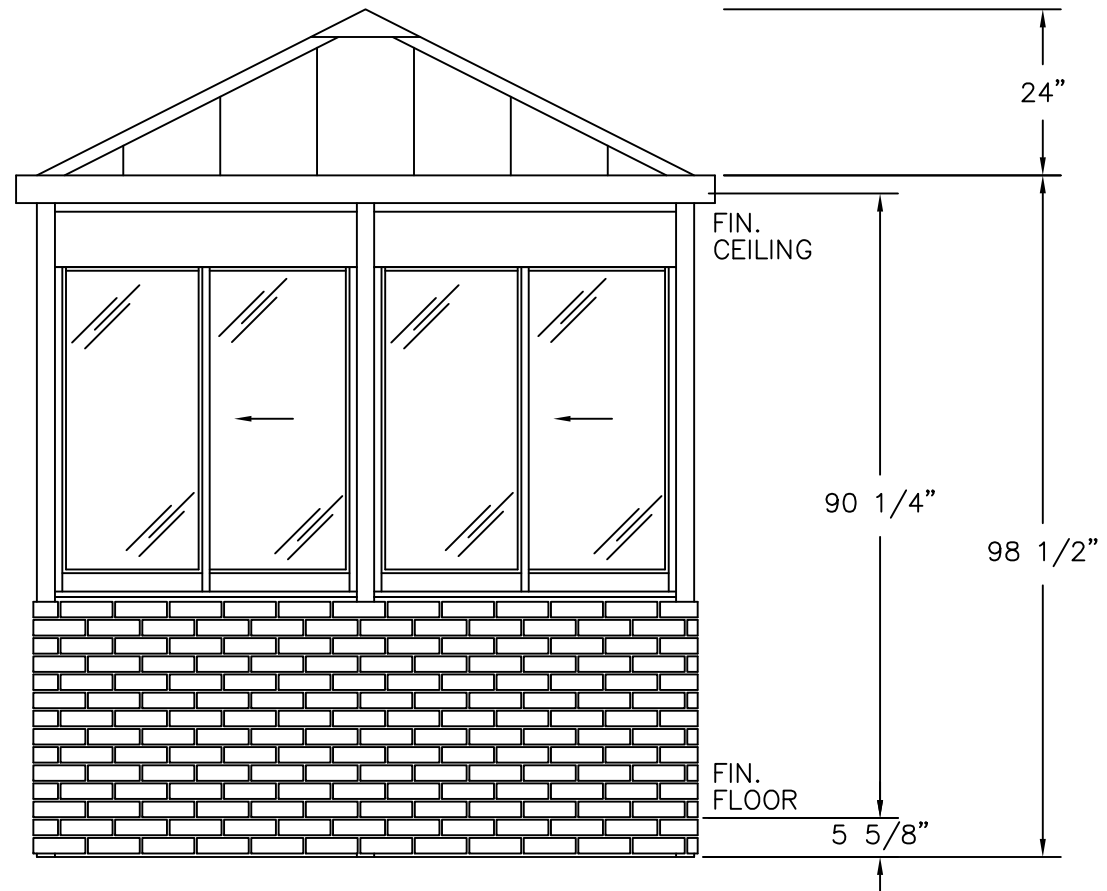 24”
FIN.
CEILING
90 1/4”
98 1/2”
FIN.
FLOOR
5 5/8”